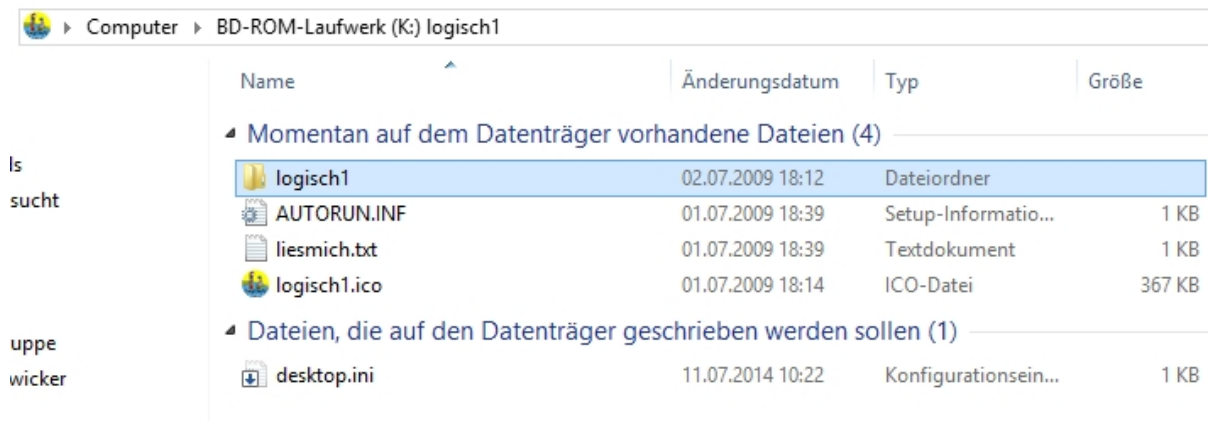 Computer BD-ROM-Laufwerk (K:) logisch1
Name Änderungsdatum Typ Größe
Momentan auf dem Datenträger vorhandene Dateien (4)
ls
logisch1 02.07.2009 18:12 Dateiordner
sucht
AUTORUN.INF 01.07.2009 18:39 Setup-Informatio... 1 KB
liesmich.txt 01.07.2009 18:39 Textdokument 1 KB
logisch1.ico 01.07.2009 18:14 ICO-Datei 367 KB
Dateien, die auf den Datenträger geschrieben werden sollen (1)
uppe
desktop.ini 11.07.2014 10:22 Konfigurationsein... 1 KB
wicker